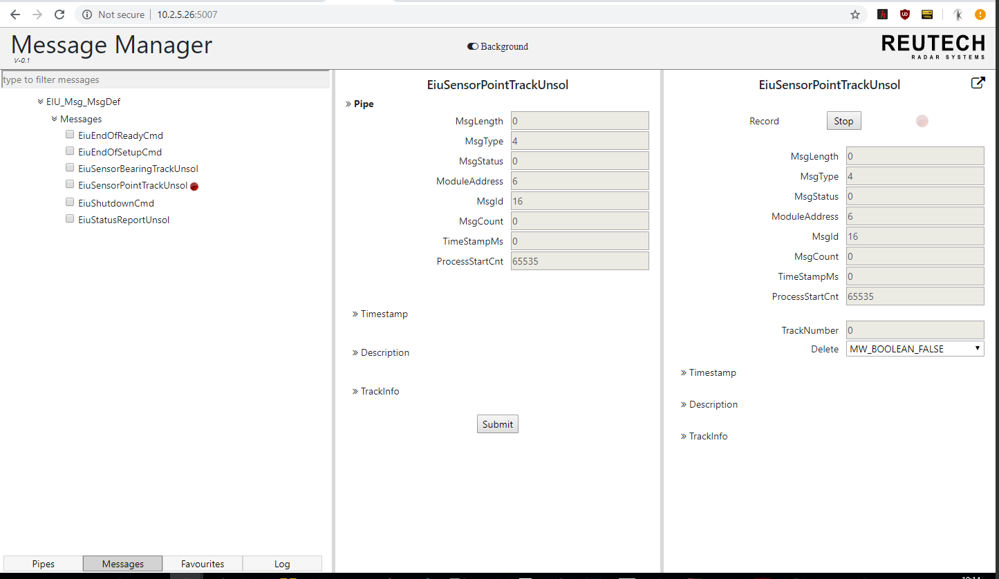 Not secure | 10.2.5.26:5007
Message Manager
V-0.1
Background
REUTECH
RADAR SYSTEMS
type to filter messages
EIU_Msg_MsgDef
Messages
EiuEndOfReadyCmd
EiuEndOfSetupCmd
EiuSensorBearingTrackUnsol
EiuSensorPointTrackUnsol
EiuShutdownCmd
EiuStatusReportUnsol
Pipes Messages Favourites Log
EiuSensorPointTrackUnsol
» Pipe
MsgLength 0
MsgType 4
MsgStatus 0
ModuleAddress 6
MsgId 16
MsgCount 0
TimeStampMs 0
ProcessStartCnt 65535
» Timestamp
» Description
» TrackInfo
Submit
EiuSensorPointTrackUnsol
Record Stop
MsgLength 0
MsgType 4
MsgStatus 0
ModuleAddress 6
MsgId 16
MsgCount 0
TimeStampMs 0
ProcessStartCnt 65535
TrackNumber 0
Delete MW_BOOLEAN_FALSE
» Timestamp
» Description
» TrackInfo